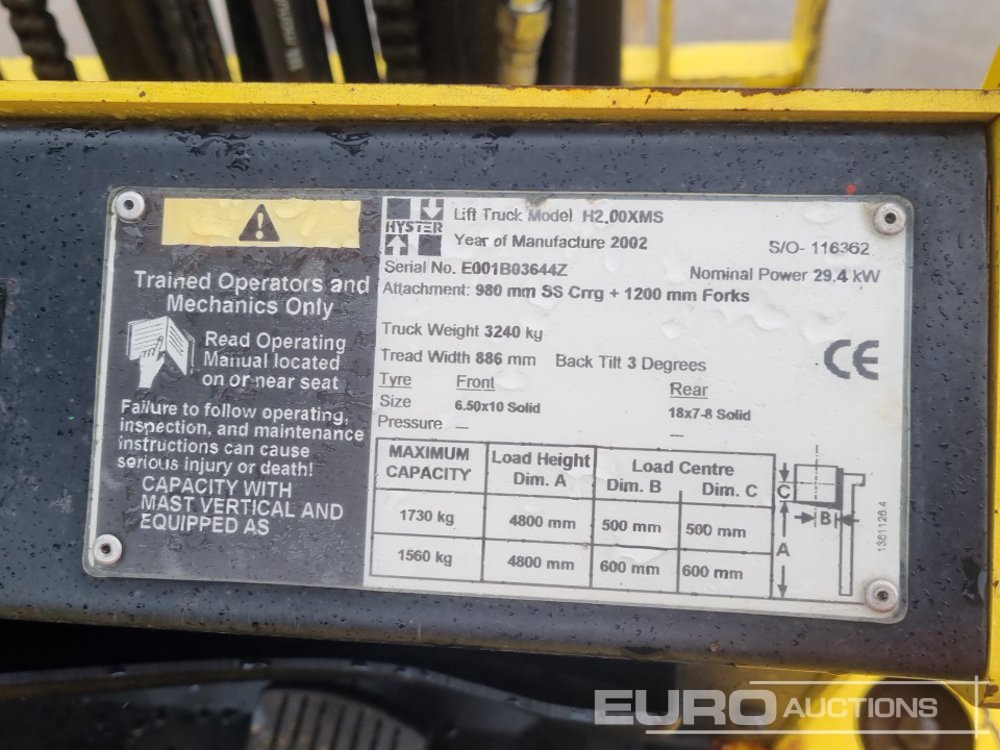 Trained Operators and
Mechanics Only
Read Operating
Manual located
on or near seat
Failure to follow operating,
inspection, and maintenance
instructions can cause
serious injury or death!
CAPACITY WITH
MAST VERTICAL AND
EQUIPPED AS
HYSTER
Lift Truck Model H2,00XMS
Year of Manufacture 2002 S/O- 116362
Serial No. E001B03644Z Nominal Power 29.4 kW
Attachment: 980 mm SS Crrg + 1200 mm Forks
Truck Weight 3240 kg
Tread Width 886 mm Back Tilt 3 Degrees
CE
Tyre Front Rear
Size 6.50x10 Solid 18x7-8 Solid
Pressure — —
MAXIMUM CAPACITY Load Height Dim. A Load Centre Dim. B Dim. C
1730 kg 4800 mm 500 mm 500 mm
1560 kg 4800 mm 600 mm 600 mm
C
B
A
1381126.4
EURO AUCTIONS